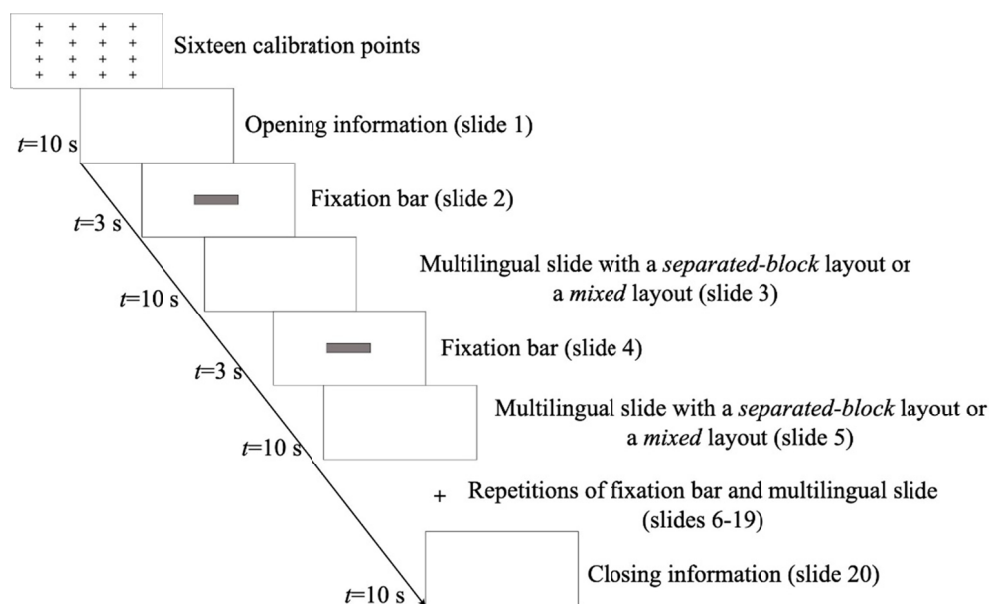 Sixteen calibration points
Opening information (slide 1)
t=10 s
Fixation bar (slide 2)
t=3 s
Multilingual slide with a separated-block layout or
a mixed layout (slide 3)
t=10 s
Fixation bar (slide 4)
t=3 s
Multilingual slide with a separated-block layout or
a mixed layout (slide 5)
t=10 s
+ Repetitions of fixation bar and multilingual slide
(slides 6-19)
Closing information (slide 20)
t=10 s